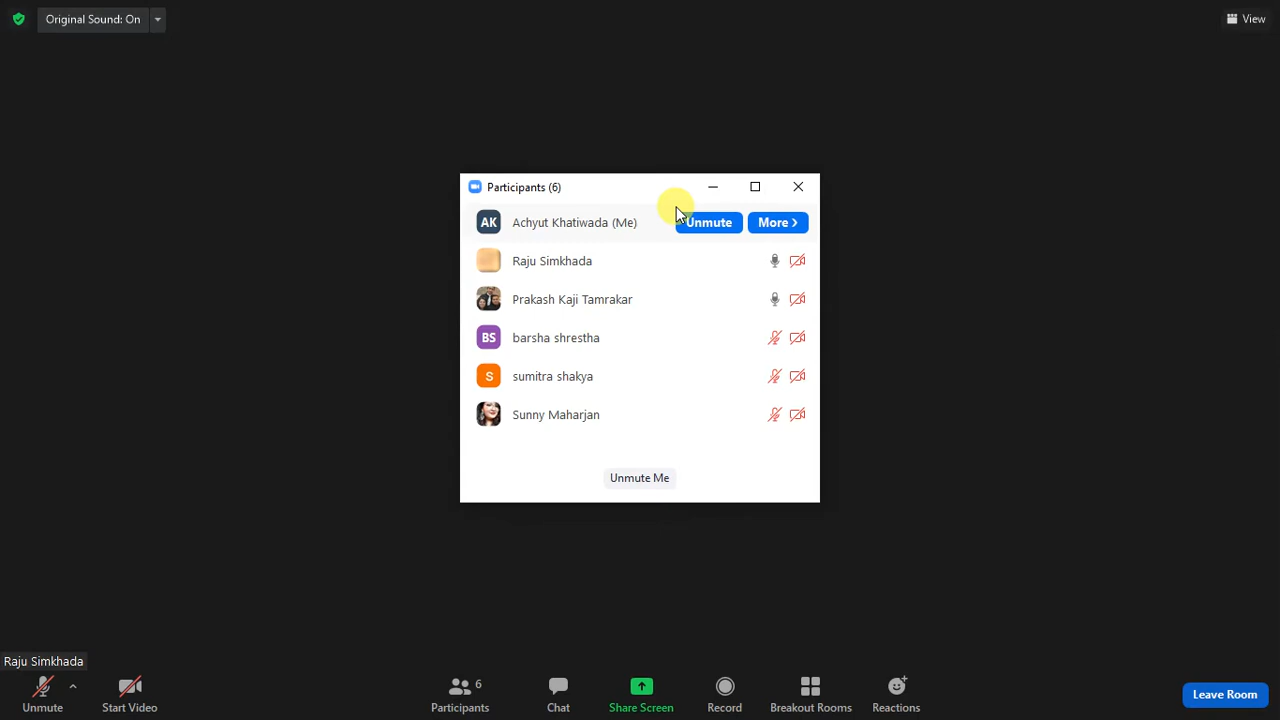 Original Sound: On
View
Participants (6)
AK Achyut Khatiwada (Me) Unmute More >
Raju Simkhada
Prakash Kaji Tamrakar
BS barsha shrestha
S sumitra shakya
Sunny Maharjan
Unmute Me
Raju Simkhada
6
Unmute Start Video Participants Chat Share Screen Record Breakout Rooms Reactions Leave Room